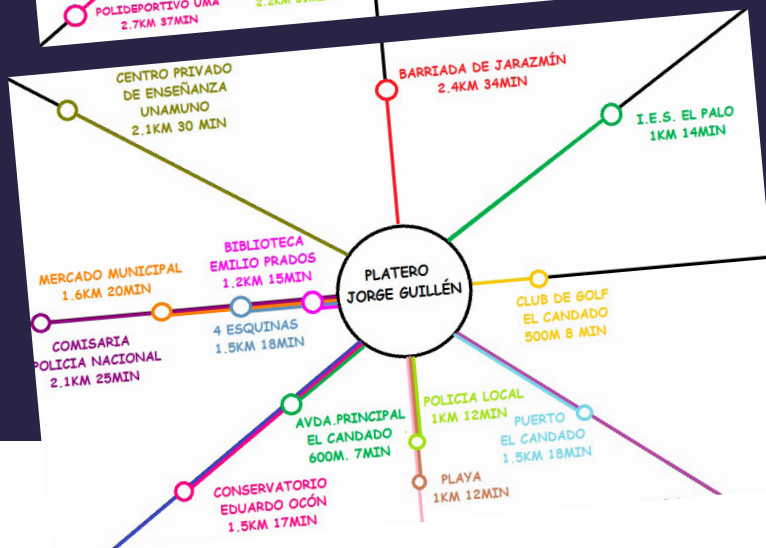 POLIDEPORTIVO UMA
2.7KM 37MIN
CENTRO PRIVADO
DE ENSEÑANZA
UNAMUNO
2.1KM 30 MIN
BARRIADA DE JARAZMÍN
2.4KM 34MIN
I.E.S. EL PALO
1KM 14MIN
BIBLIOTECA
EMILIO PRADOS
1.2KM 15MIN
MERCADO MUNICIPAL
1.6KM 20MIN
PLATERO
JORGE GUILLÉN
CLUB DE GOLF
EL CANDADO
500M 8 MIN
4 ESQUINAS
1.5KM 18MIN
COMISARIA
POLICIA NACIONAL
2.1KM 25MIN
AVDA.PRINCIPAL
EL CANDADO
600M. 7MIN
POLICIA LOCAL
1KM 12MIN
PUERTO
EL CANDADO
1.5KM 18MIN
CONSERVATORIO
EDUARDO OCÓN
1.5KM 17MIN
PLAYA
1KM 12MIN